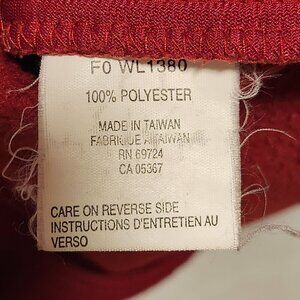 F0 WL1380
100% POLYESTER
MADE IN TAIWAN
FABRIQUE A TAIWAN
RN 69724
CA 05367
CARE ON REVERSE SIDE
INSTRUCTIONS D'ENTRETIEN AU
VERSO